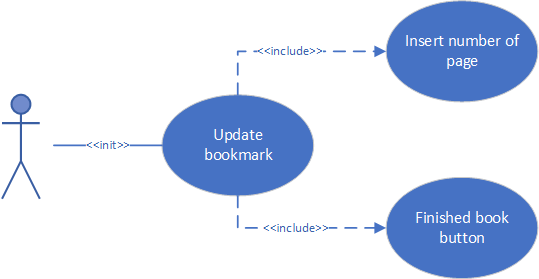 <<include>>
Insert number of
page
<<init>>
Update
bookmark
<<include>>
Finished book
button